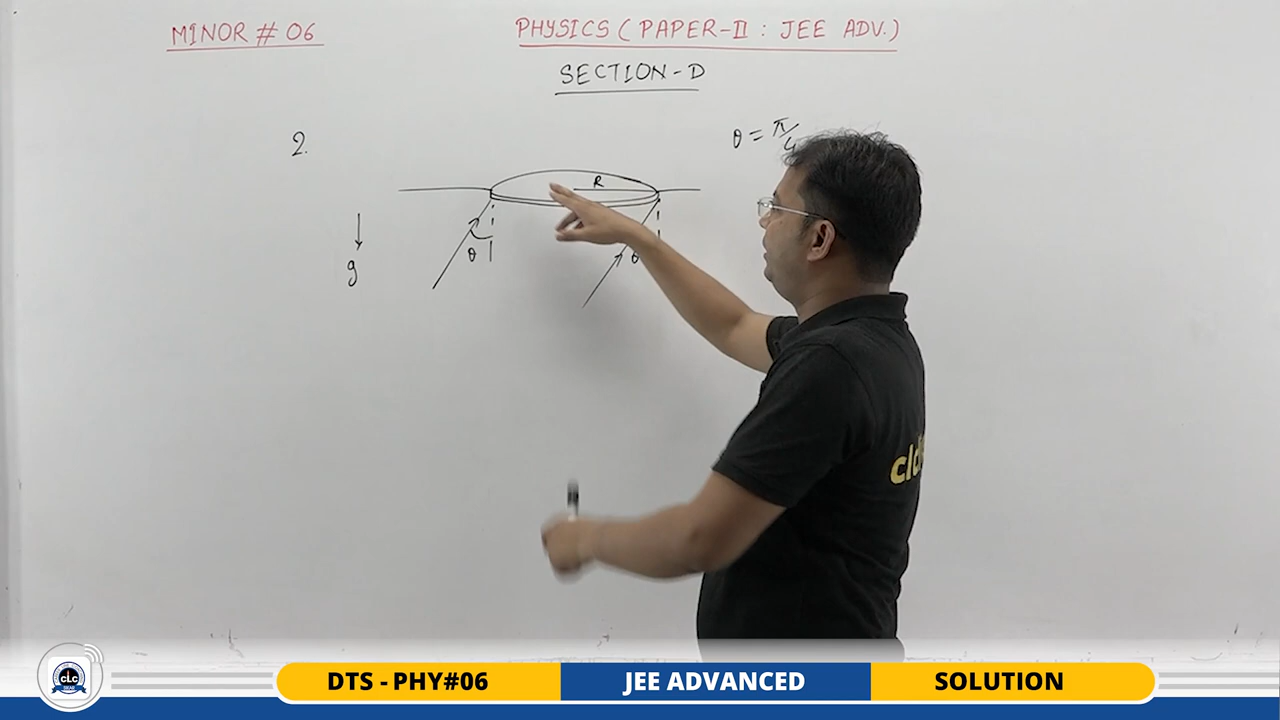 MINOR # 06
PHYSICS (PAPER-II : JEE ADV.)
SECTION-D
2.
θ = π/4
R
g
θ
θ
DTS - PHY#06
JEE ADVANCED
SOLUTION